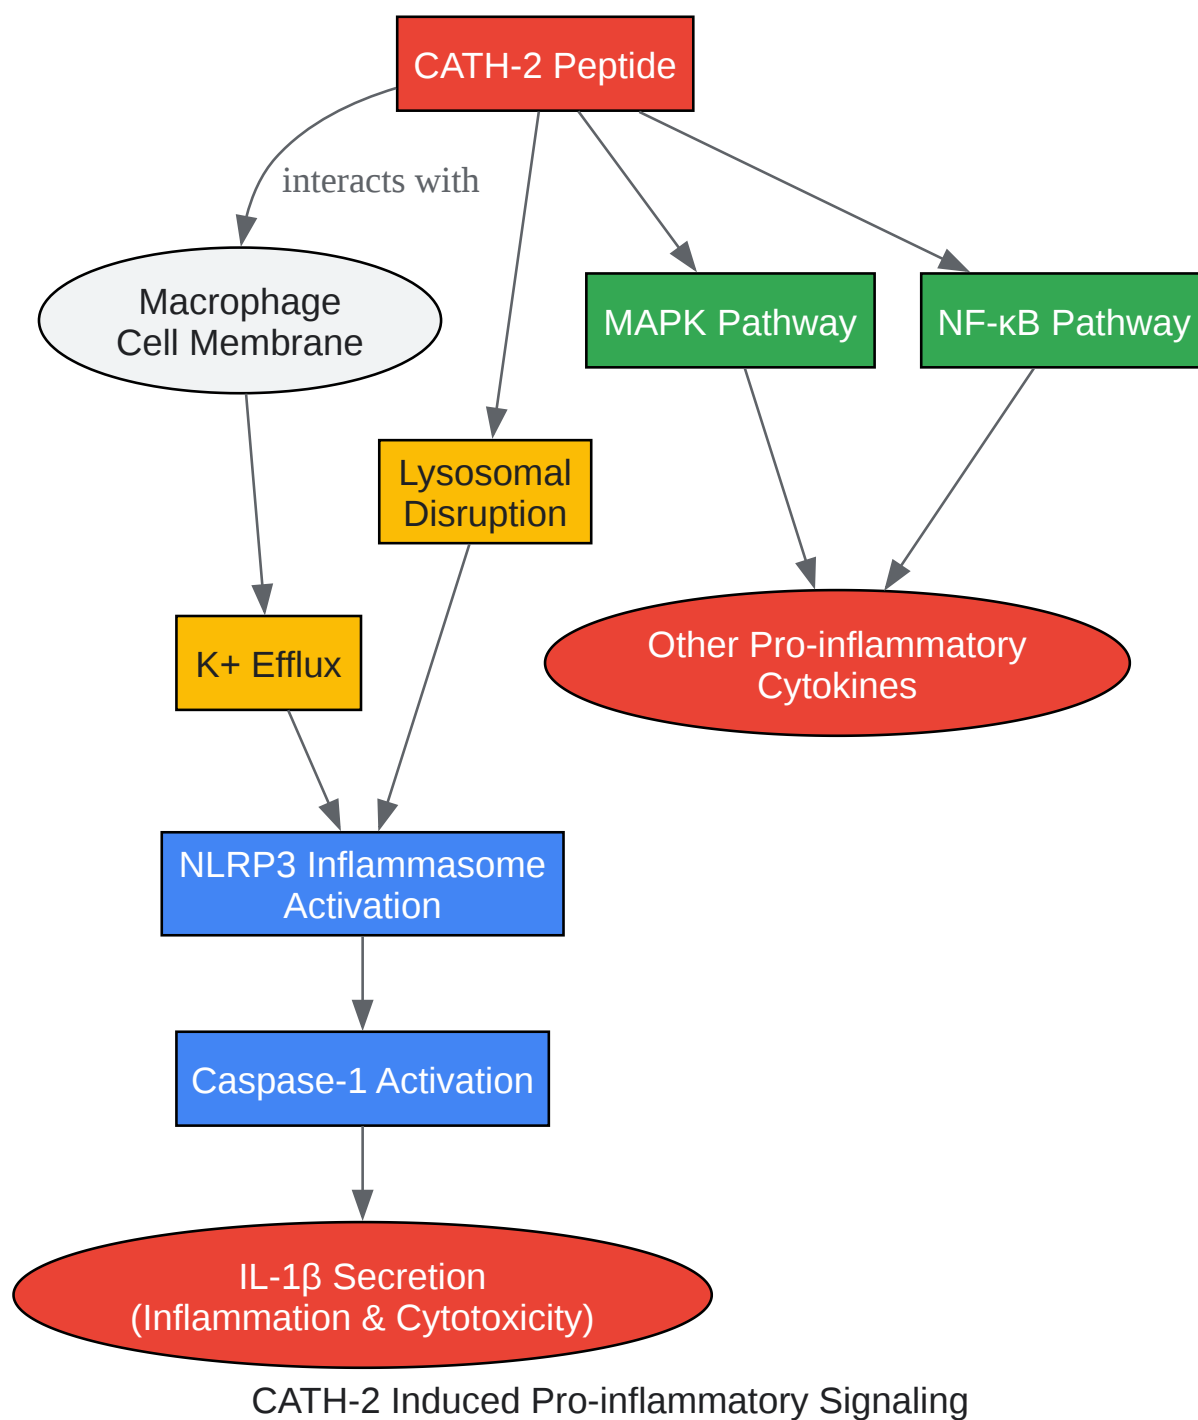 CATH-2 Peptide
interacts with
Macrophage
Cell Membrane
MAPK Pathway
NF-κB Pathway
Lysosomal
Disruption
K+ Efflux
Other Pro-inflammatory
Cytokines
NLRP3 Inflammasome
Activation
Caspase-1 Activation
IL-1β Secretion
(Inflammation & Cytotoxicity)
CATH-2 Induced Pro-inflammatory Signaling